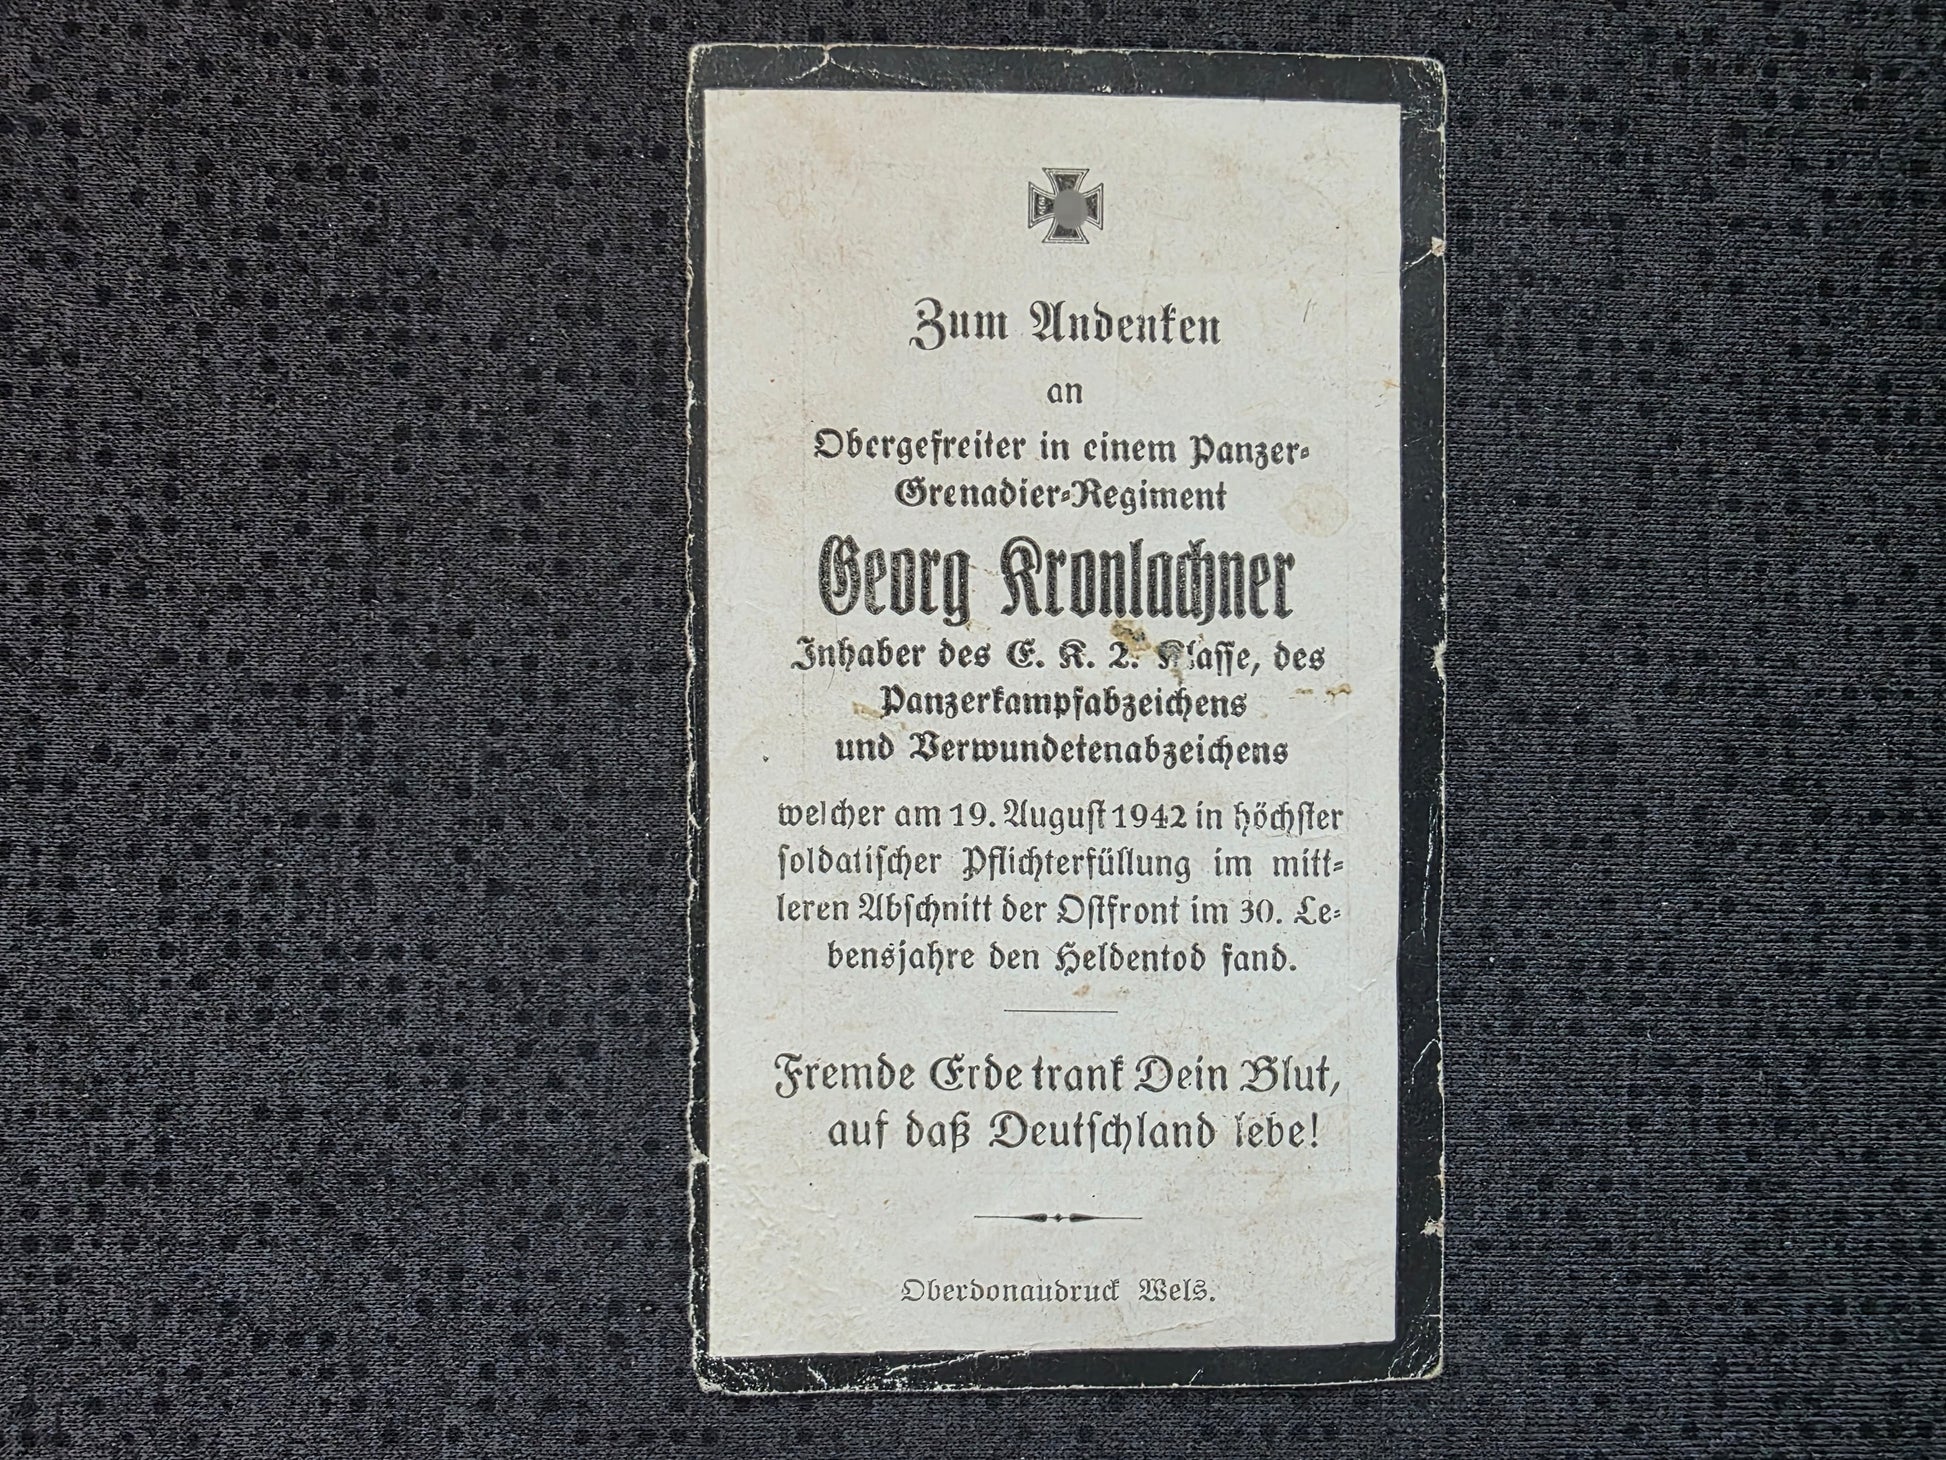 Zum Andenken
an
Obergefreiter in einem Panzer-
Grenadier-Regiment
Georg Kronlachner
Inhaber des E. K. 2. Klasse, des
Panzerkampfabzeichens
und Verwundetenabzeichens
welcher am 19. August 1942 in höchster
soldatischer Pflichterfüllung im mitt-
leren Abschnitt der Ostfront im 30. Le-
bensjahre den Heldentod fand.
Fremde Erde trank Dein Blut,
auf daß Deutschland lebe!
Oberdonaudruck Wels.